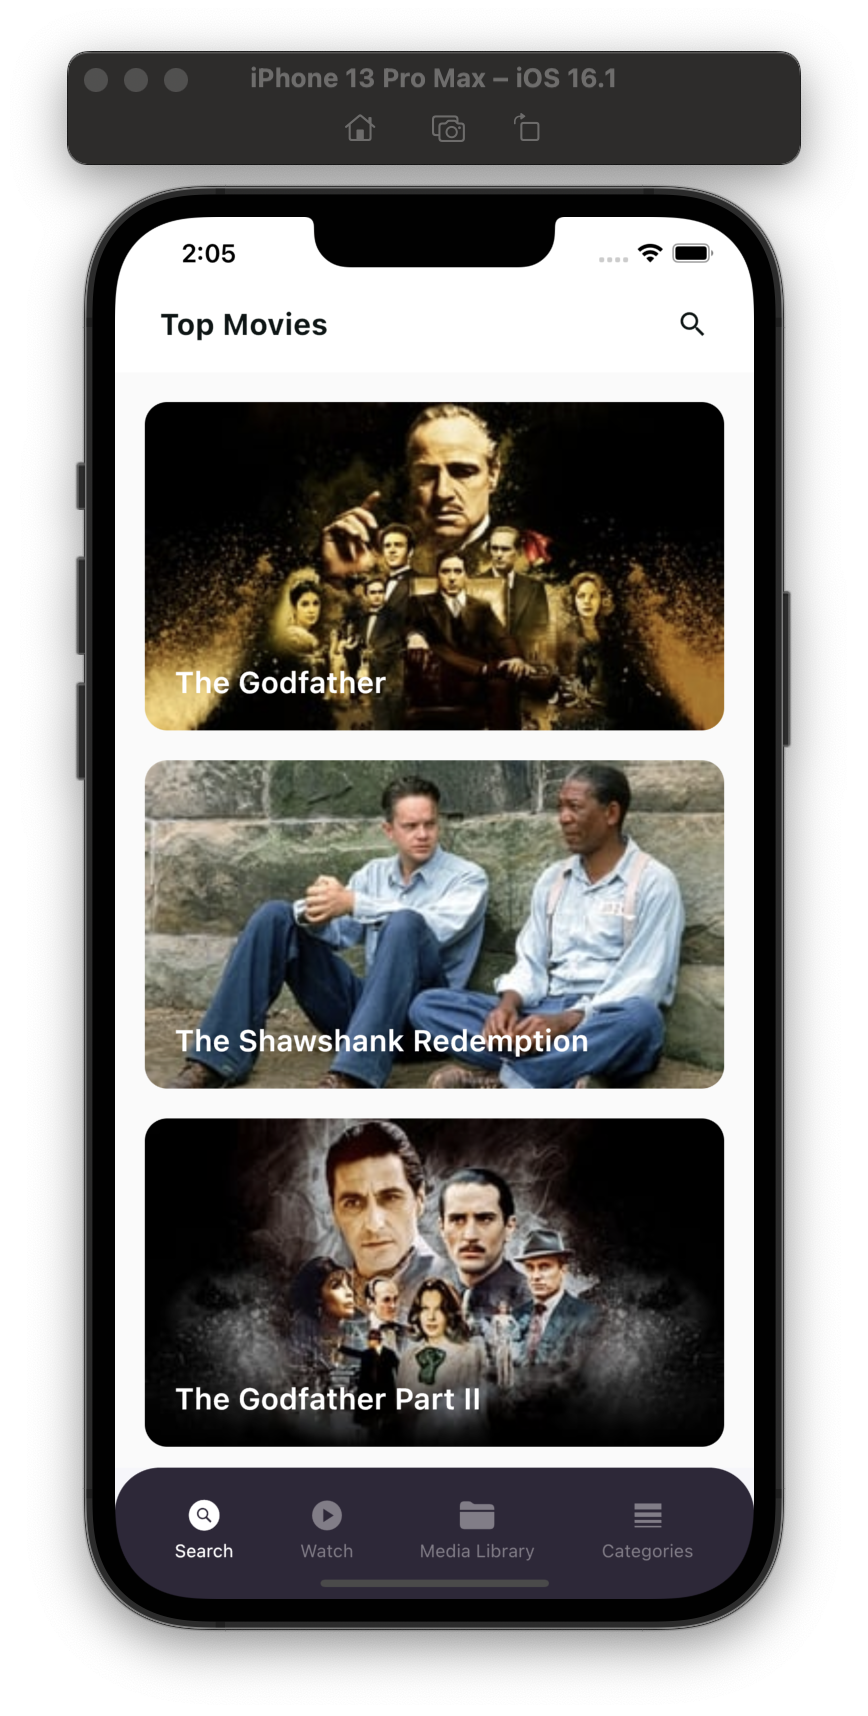 iPhone 13 Pro Max – iOS 16.1
2:05
Top Movies
The Godfather
The Shawshank Redemption
The Godfather Part II
Search
Watch
Media Library
Categories